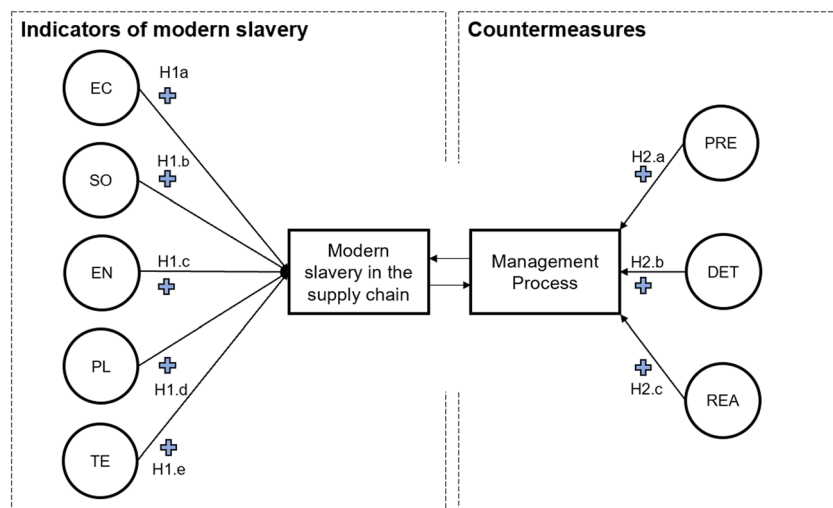 Indicators of modern slavery
EC
H1a
SO
H1.b
EN
H1.c
PL
H1.d
TE
H1.e
Modern
slavery in the
supply chain
Countermeasures
Management
Process
PRE
H2.a
DET
H2.b
REA
H2.c